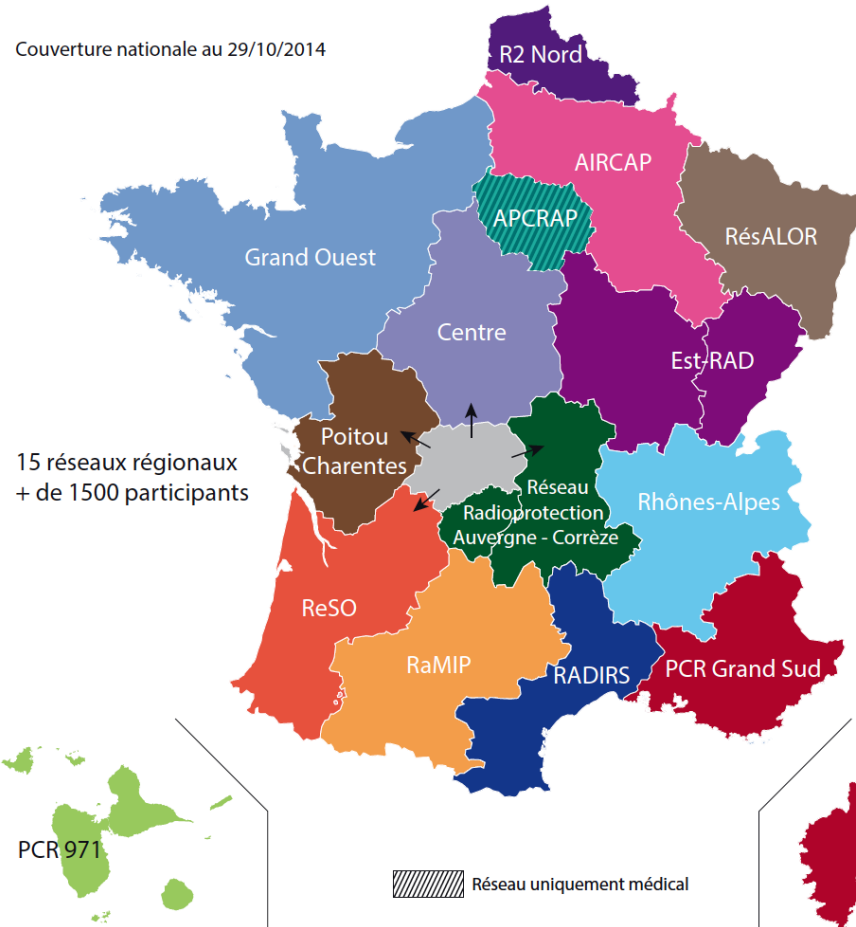 Couverture nationale au 29/10/2014
R2 Nord
AIRCAP
APCRAP
RésALOR
Grand Ouest
Centre
Est-RAD
Poitou
Charentes
15 réseaux régionaux
+ de 1500 participants
Réseau
Radioprotection
Auvergne - Corrèze
Rhônes-Alpes
ReSO
RaMIP
RADIRS
PCR Grand Sud
PCR 971
Réseau uniquement médical